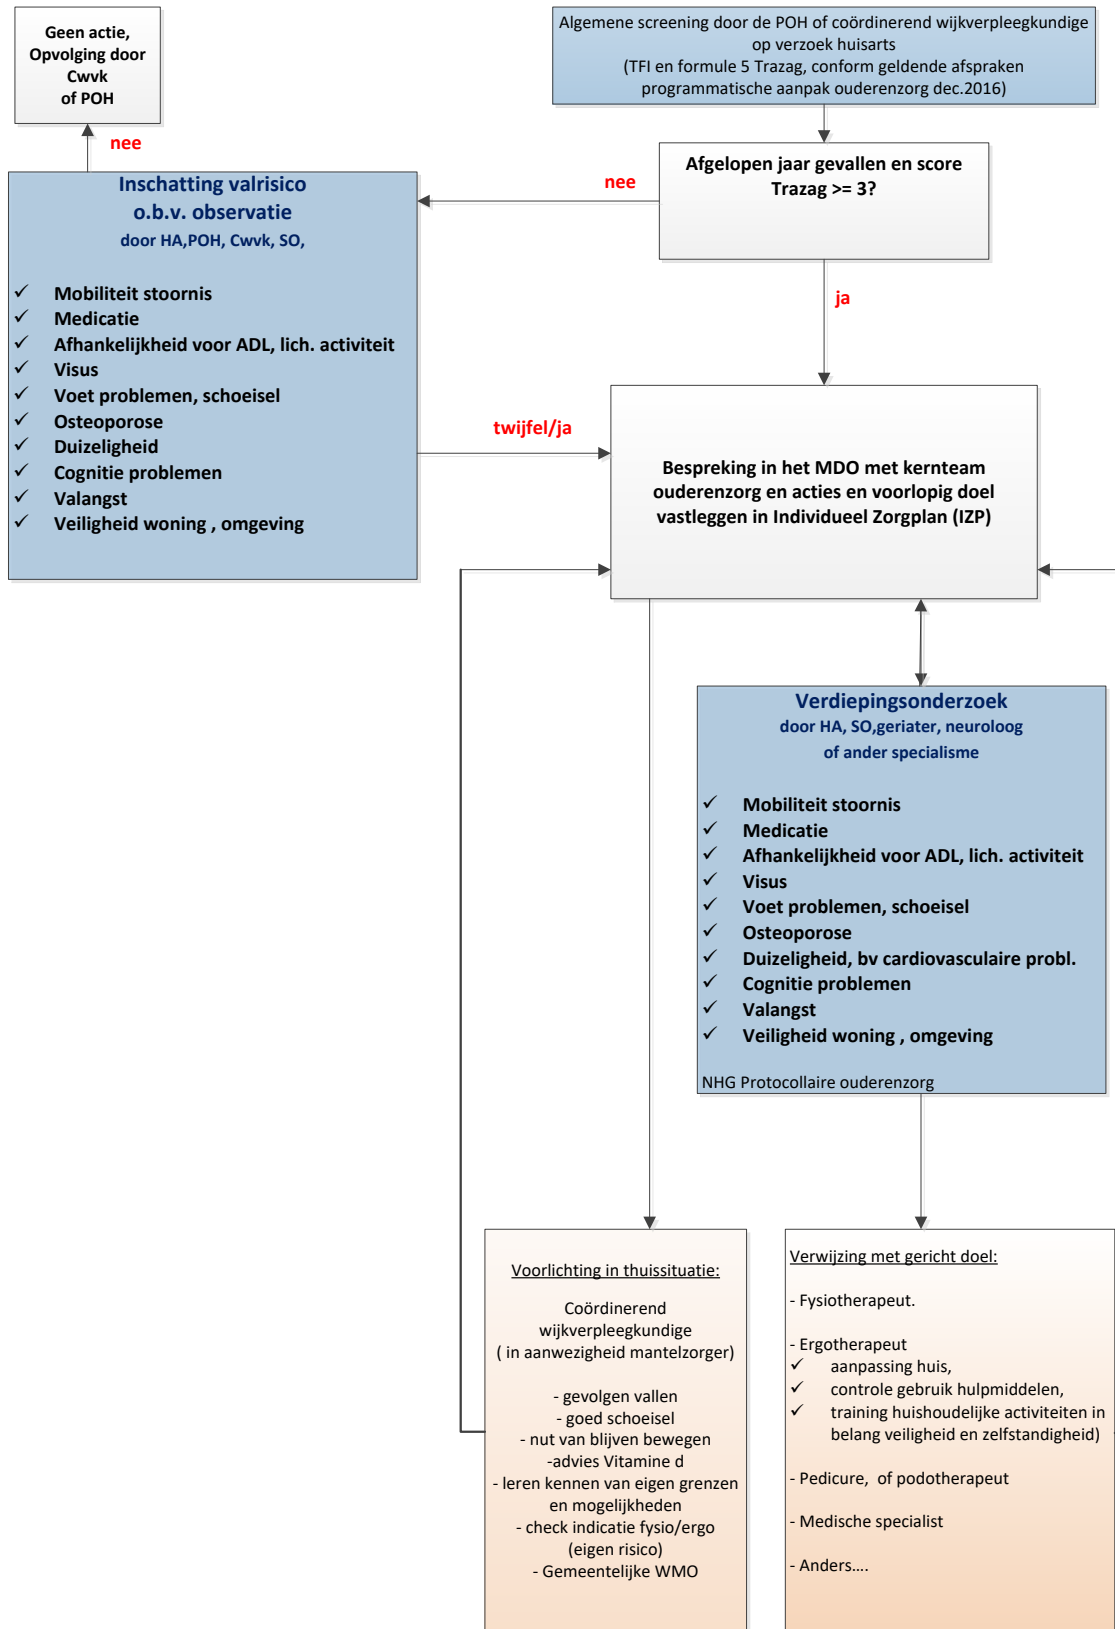 Geen actie,
Opvolging door
Cwvk
of POH
Algemene screening door de POH of coördinerend wijkverpleegkundige
op verzoek huisarts
(TFI en formule 5 Trazag, conform geldende afspraken
programmatische aanpak ouderenzorg dec.2016)
nee
Afgelopen jaar gevallen en score
Trazag >= 3?
nee
ja
Inschatting valrisico
o.b.v. observatie
door HA,POH, Cwvk, SO,
✓ Mobiliteit stoornis
✓ Medicatie
✓ Afhankelijkheid voor ADL, lich. activiteit
✓ Visus
✓ Voet problemen, schoeisel
✓ Osteoporose
✓ Duizeligheid
✓ Cognitie problemen
✓ Valangst
✓ Veiligheid woning , omgeving
twijfel/ja
Bespreking in het MDO met kernteam
ouderenzorg en acties en voorlopig doel
vastleggen in Individueel Zorgplan (IZP)
Verdiepingsonderzoek
door HA, SO,geriater, neuroloog
of ander specialisme
✓ Mobiliteit stoornis
✓ Medicatie
✓ Afhankelijkheid voor ADL, lich. activiteit
✓ Visus
✓ Voet problemen, schoeisel
✓ Osteoporose
✓ Duizeligheid, bv cardiovasculaire probl.
✓ Cognitie problemen
✓ Valangst
✓ Veiligheid woning , omgeving
NHG Protocollaire ouderenzorg
Voorlichting in thuissituatie:
Coördinerend
wijkverpleegkundige
( in aanwezigheid mantelzorger)
- gevolgen vallen
- goed schoeisel
- nut van blijven bewegen
-advies Vitamine d
- leren kennen van eigen grenzen
en mogelijkheden
- check indicatie fysio/ergo
(eigen risico)
- Gemeentelijke WMO
Verwijzing met gericht doel:
- Fysiotherapeut.
- Ergotherapeut
✓ aanpassing huis,
✓ controle gebruik hulpmiddelen,
✓ training huishoudelijke activiteiten in
belang veiligheid en zelfstandigheid)
- Pedicure, of podotherapeut
- Medische specialist
- Anders….